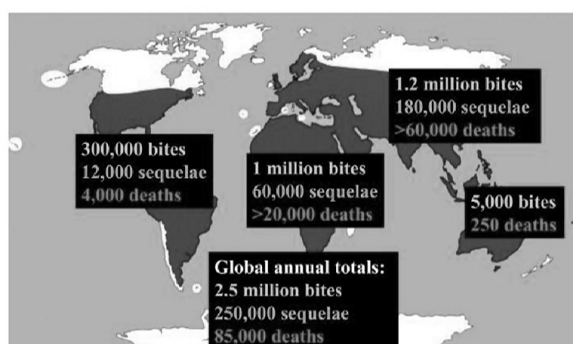 1.2 million bites
180,000 sequelae
>60,000 deaths
300,000 bites
12,000 sequelae
4,000 deaths
1 million bites
60,000 sequelae
>20,000 deaths
5,000 bites
250 deaths
Global annual totals:
2.5 million bites
250,000 sequelae
85,000 deaths